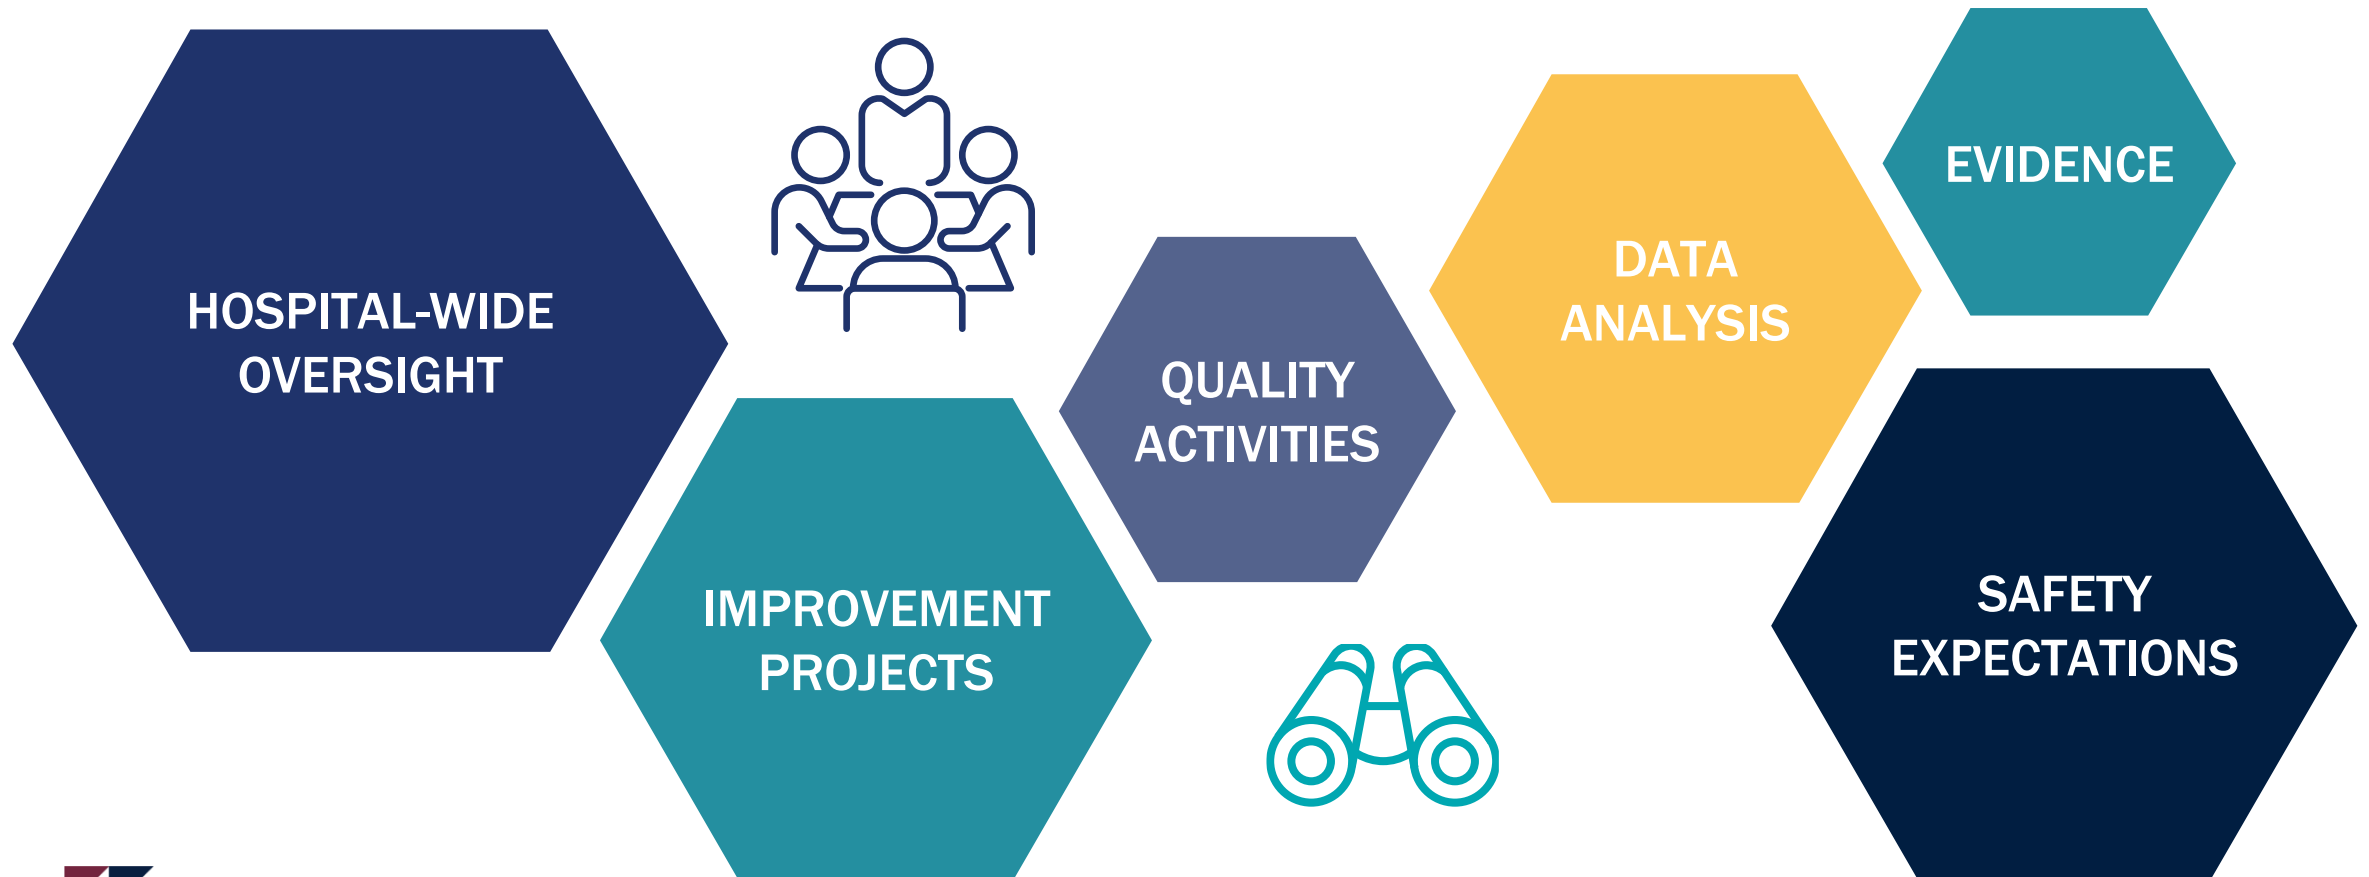 HOSPITAL-WIDE
OVERSIGHT
IMPROVEMENT
PROJECTS
QUALITY
ACTIVITIES
DATA
ANALYSIS
EVIDENCE
SAFETY
EXPECTATIONS